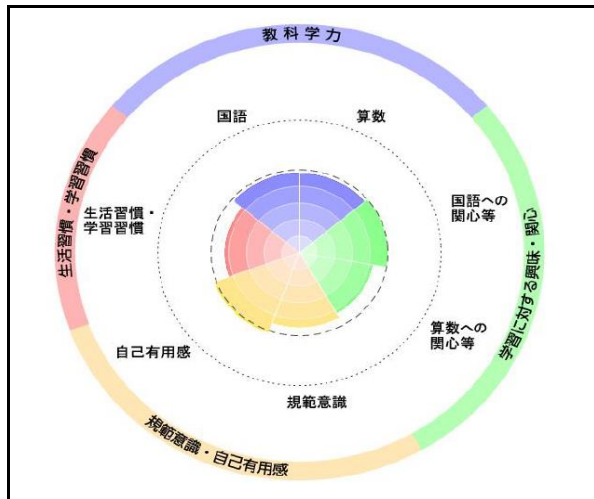 教科学力
国語
算数
国語への
関心等
学習に対する興味・関心
算数への
関心等
規範意識
規範意識・自己有用感
自己有用感
生活習慣・
学習習慣
生活習慣・学習習慣